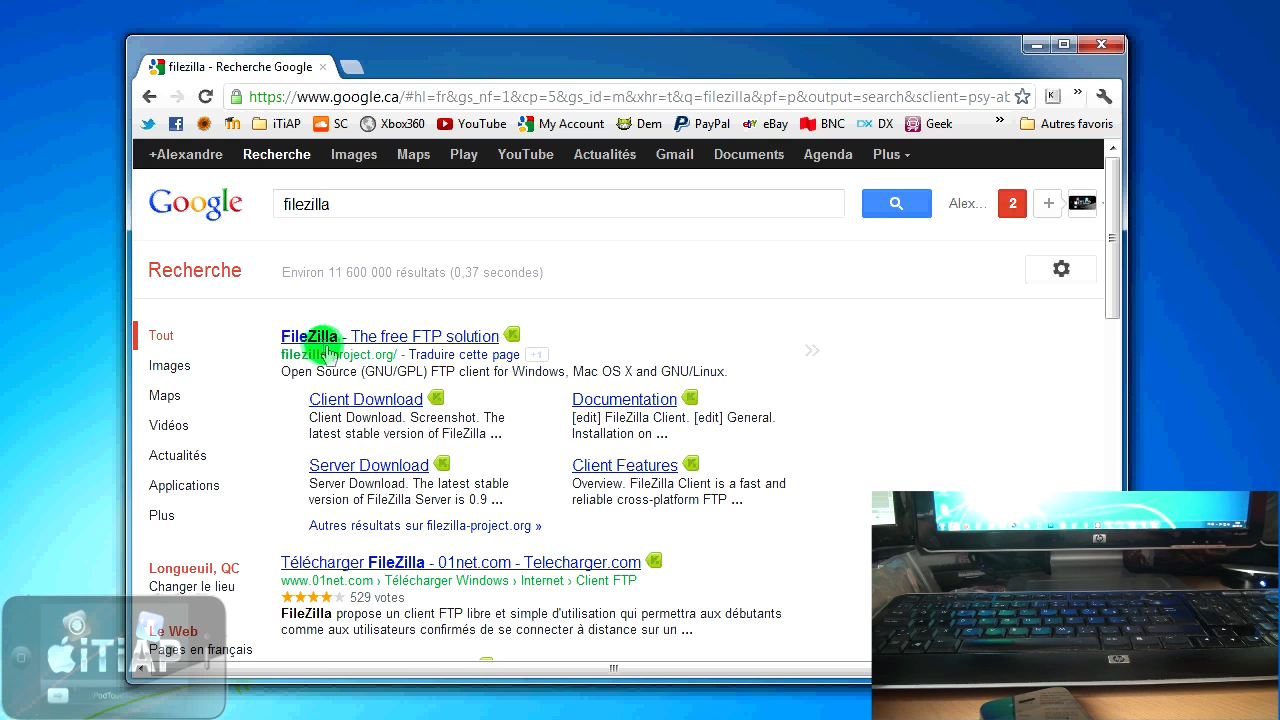 filezilla - Recherche Google
https://www.google.ca/#hl=fr&gs_nf=1&cp=5&gs_id=m&xhr=t&q=filezilla&pf=p&output=search&sclient=psy-ab
iTiAP SC Xbox360 YouTube My Account Dem PayPal eBay BNC DX Geek » Autres favoris
+Alexandre Recherche Images Maps Play YouTube Actualités Gmail Documents Agenda Plus
Google filezilla Alex... 2 +
Recherche Environ 11 600 000 résultats (0,37 secondes)
Tout
Images
Maps
Vidéos
Actualités
Applications
Plus
Longueuil, QC
Changer le lieu
Le Web
Pages en français
FileZilla - The free FTP solution
filezilla-project.org/ - Traduire cette page +1
Open Source (GNU/GPL) FTP client for Windows, Mac OS X and GNU/Linux.
Client Download
Client Download. Screenshot. The
latest stable version of FileZilla ...
Documentation
[edit] FileZilla Client. [edit] General.
Installation on ...
Server Download
Server Download. The latest stable
version of FileZilla Server is 0.9 ...
Client Features
Overview. FileZilla Client is a fast and
reliable cross-platform FTP ...
Autres résultats sur filezilla-project.org »
Télécharger FileZilla - 01net.com - Telecharger.com
www.01net.com › Télécharger Windows › Internet › Client FTP
529 votes
FileZilla propose un client FTP libre et simple d'utilisation qui permettra aux débutants
comme aux utilisateurs confirmés de se connecter à distance sur un ...
iTiAP
hp
hp